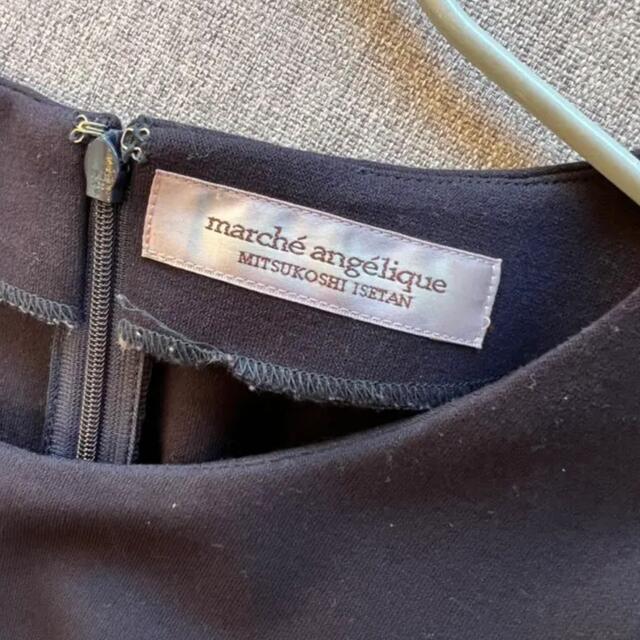 marché angélique
MITSUKOSHI ISETAN